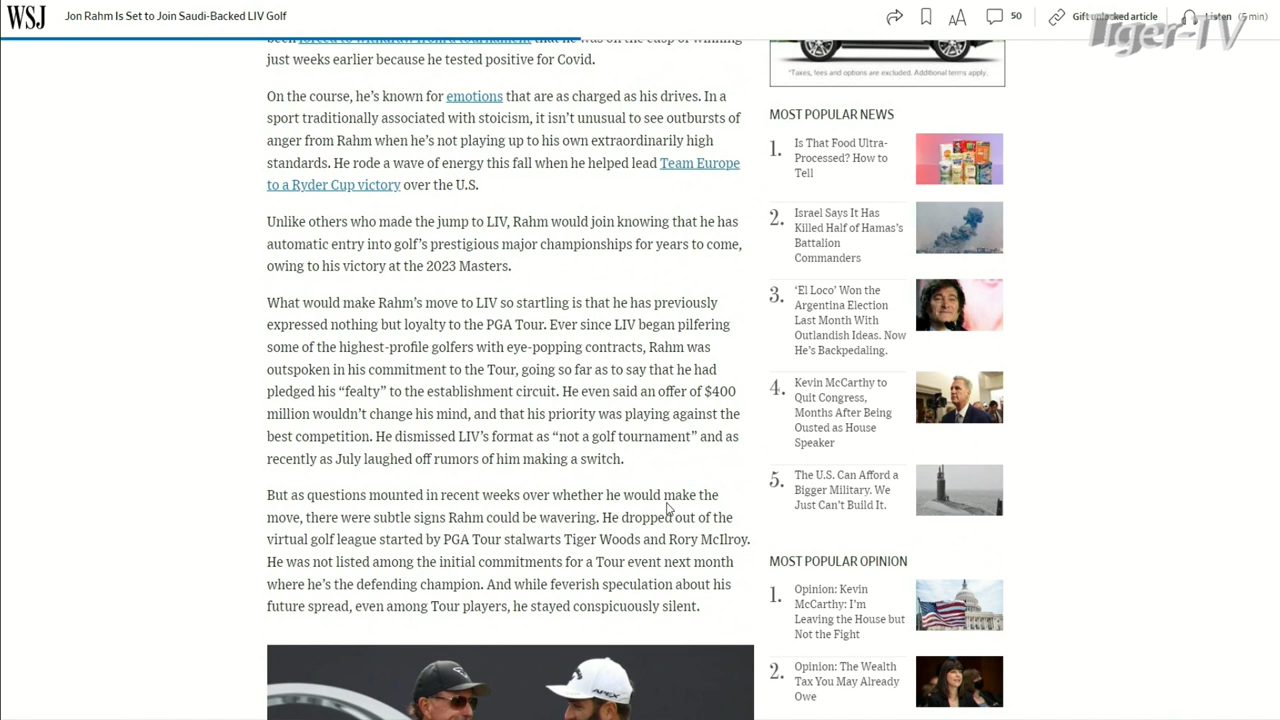 WSJ
Jon Rahm Is Set to Join Saudi-Backed LIV Golf
50
Gift unlocked article
Listen (5 min)
Tiger-TV
been forced to withdraw from a tournament that he was on the cusp of winning
just weeks earlier because he tested positive for Covid.
On the course, he's known for emotions that are as charged as his drives. In a
sport traditionally associated with stoicism, it isn't unusual to see outbursts of
anger from Rahm when he's not playing up to his own extraordinarily high
standards. He rode a wave of energy this fall when he helped lead Team Europe
to a Ryder Cup victory over the U.S.
Unlike others who made the jump to LIV, Rahm would join knowing that he has
automatic entry into golf's prestigious major championships for years to come,
owing to his victory at the 2023 Masters.
What would make Rahm's move to LIV so startling is that he has previously
expressed nothing but loyalty to the PGA Tour. Ever since LIV began pilfering
some of the highest-profile golfers with eye-popping contracts, Rahm was
outspoken in his commitment to the Tour, going so far as to say that he had
pledged his “fealty” to the establishment circuit. He even said an offer of $400
million wouldn't change his mind, and that his priority was playing against the
best competition. He dismissed LIV's format as “not a golf tournament” and as
recently as July laughed off rumors of him making a switch.
But as questions mounted in recent weeks over whether he would make the
move, there were subtle signs Rahm could be wavering. He dropped out of the
virtual golf league started by PGA Tour stalwarts Tiger Woods and Rory McIlroy.
He was not listed among the initial commitments for a Tour event next month
where he's the defending champion. And while feverish speculation about his
future spread, even among Tour players, he stayed conspicuously silent.
APEX
*Taxes, fees and options are excluded. Additional terms apply.
MOST POPULAR NEWS
1. Is That Food Ultra-
Processed? How to
Tell
2. Israel Says It Has
Killed Half of Hamas's
Battalion
Commanders
3. ‘El Loco’ Won the
Argentina Election
Last Month With
Outlandish Ideas. Now
He's Backpedaling.
4. Kevin McCarthy to
Quit Congress,
Months After Being
Ousted as House
Speaker
5. The U.S. Can Afford a
Bigger Military. We
Just Can't Build It.
MOST POPULAR OPINION
1. Opinion: Kevin
McCarthy: I'm
Leaving the House but
Not the Fight
2. Opinion: The Wealth
Tax You May Already
Owe